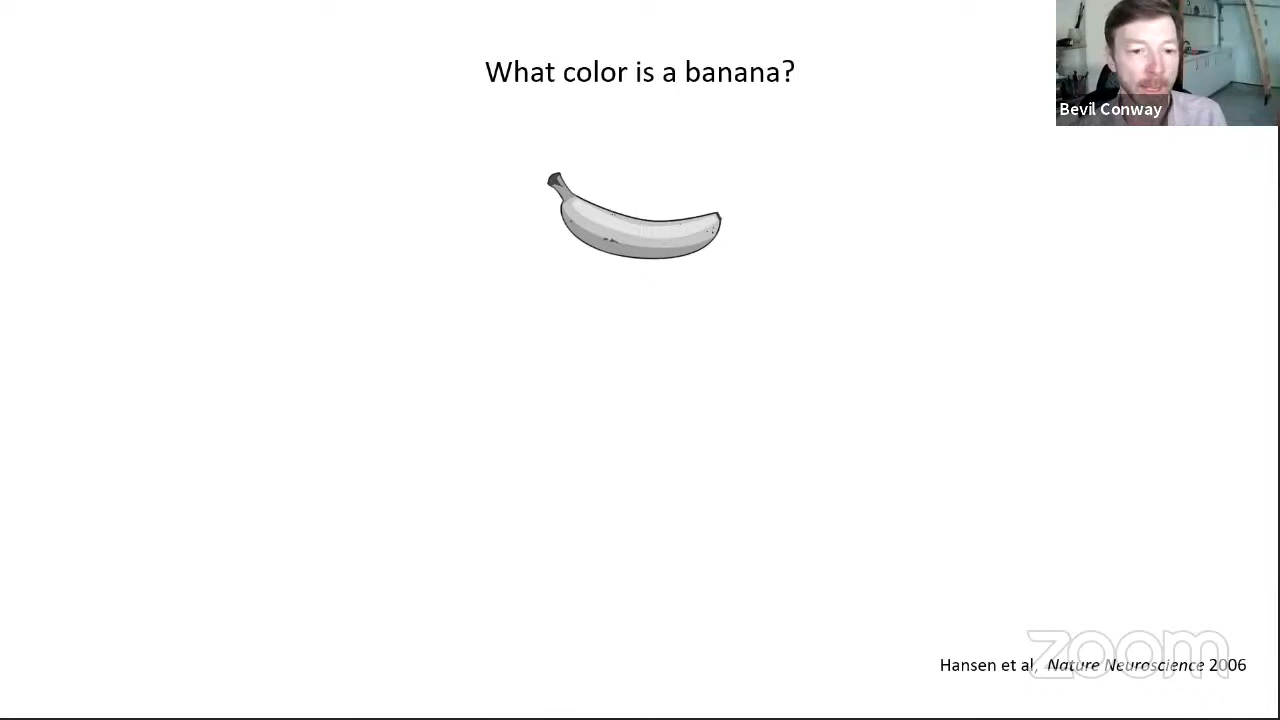 What color is a banana?
Bevil Conway
zoom
Hansen et al, Nature Neuroscience 2006